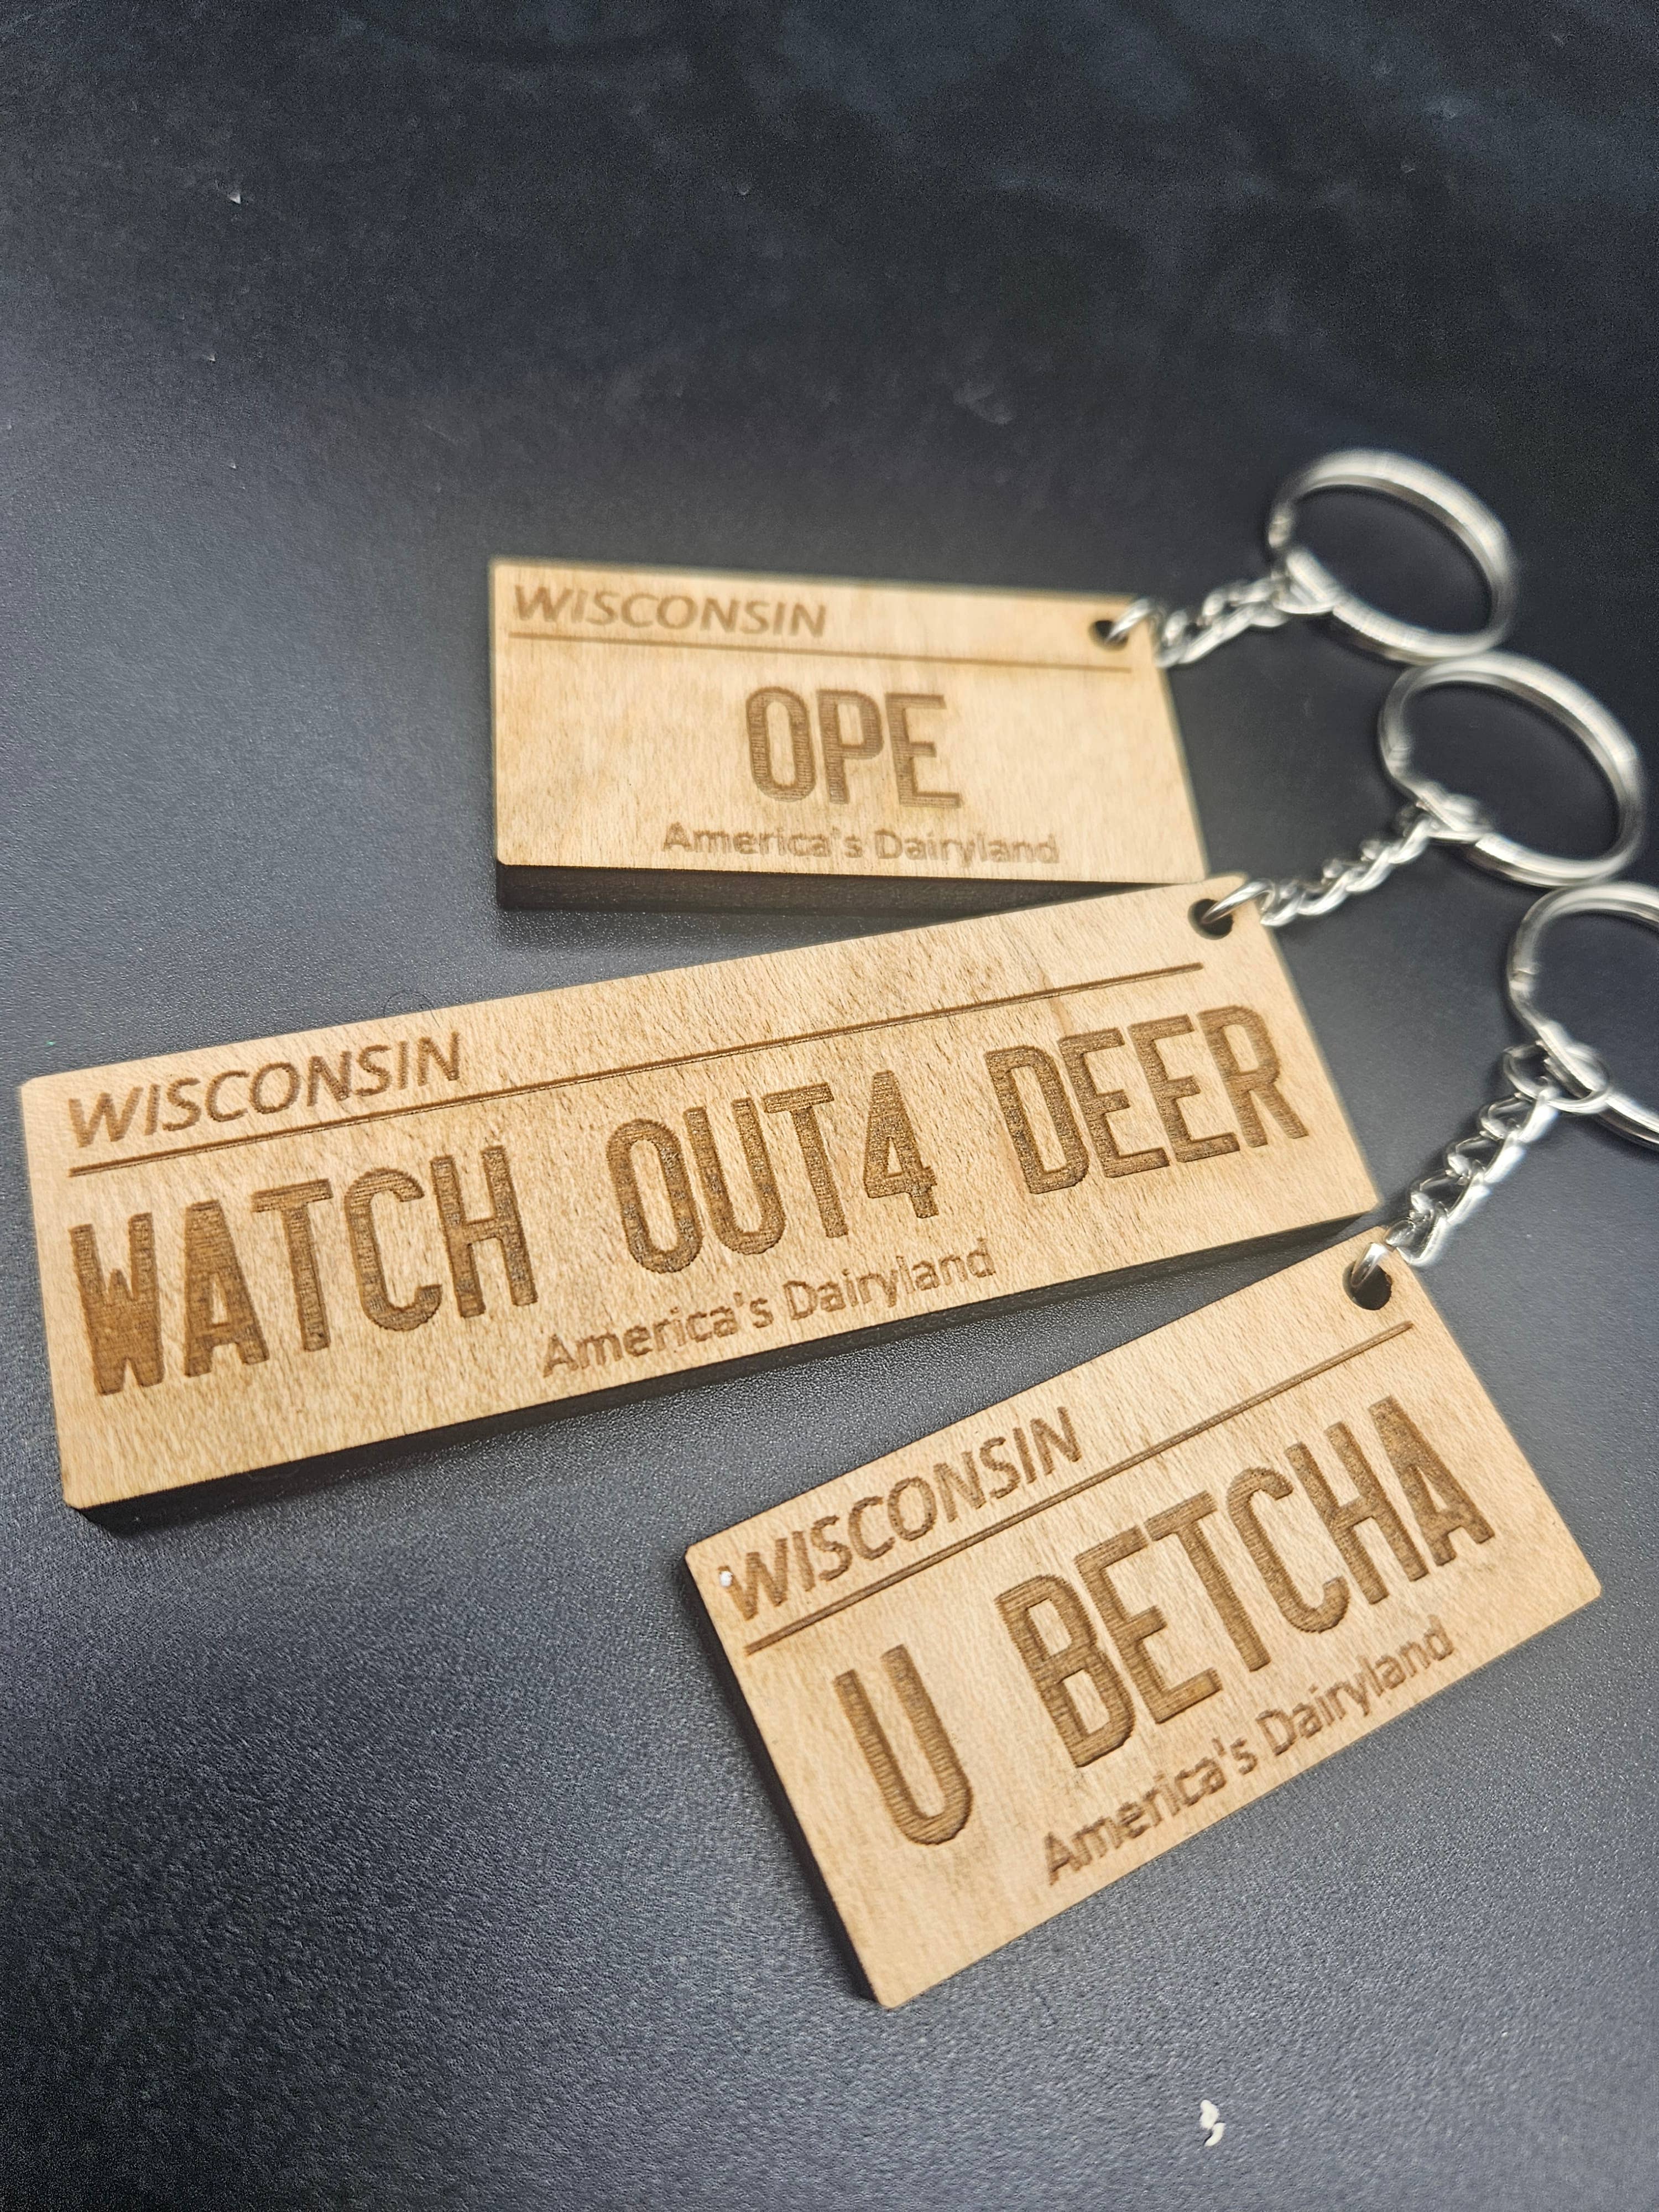 WISCONSIN
OPE
America's Dairyland
WISCONSIN
WATCH OUT4 DEER
America's Dairyland
WISCONSIN
U BETCHA
America's Dairyland